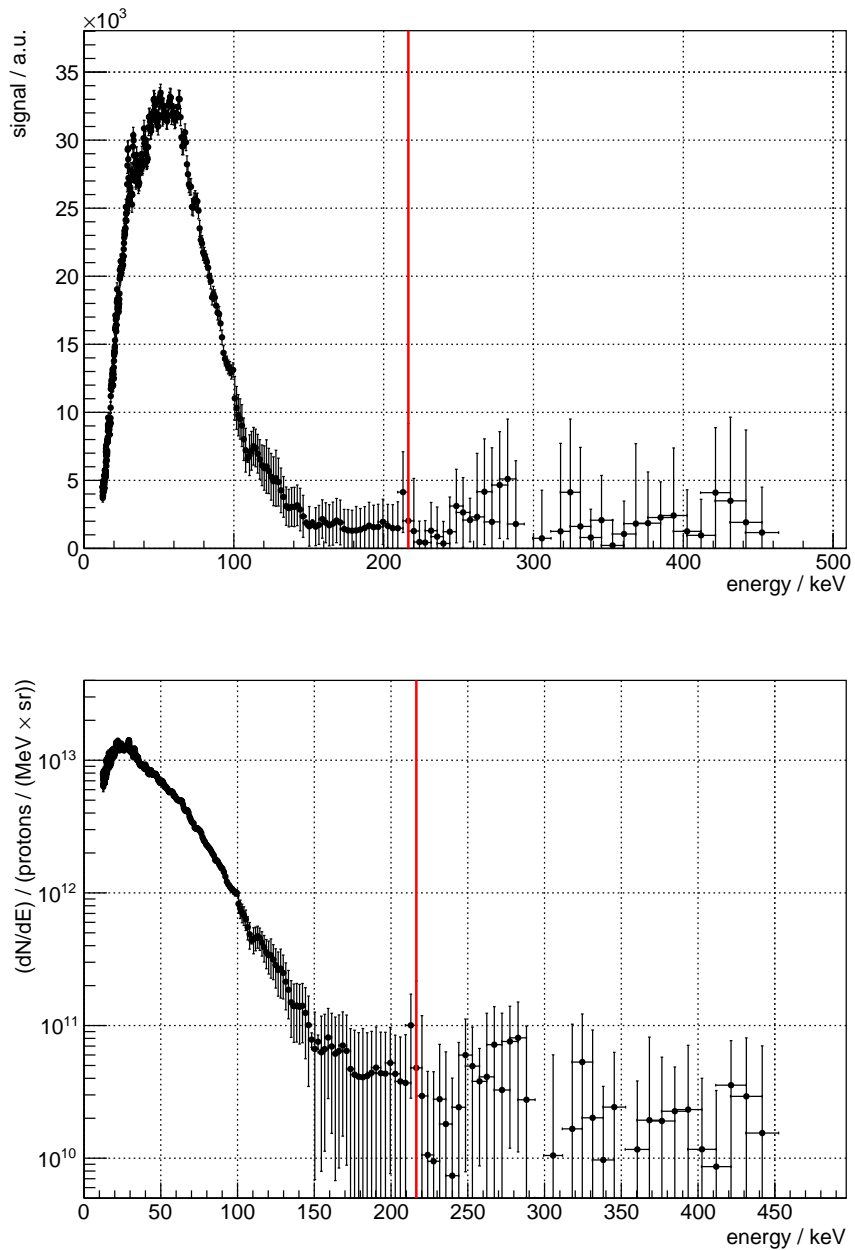 ×10³
signal / a.u.
35
30
25
20
15
10
5
0
0 100 200 300 400 500
energy / keV
(dN/dE) / (protons / (MeV × sr))
10¹³
10¹²
10¹¹
10¹⁰
0 50 100 150 200 250 300 350 400 450
energy / keV